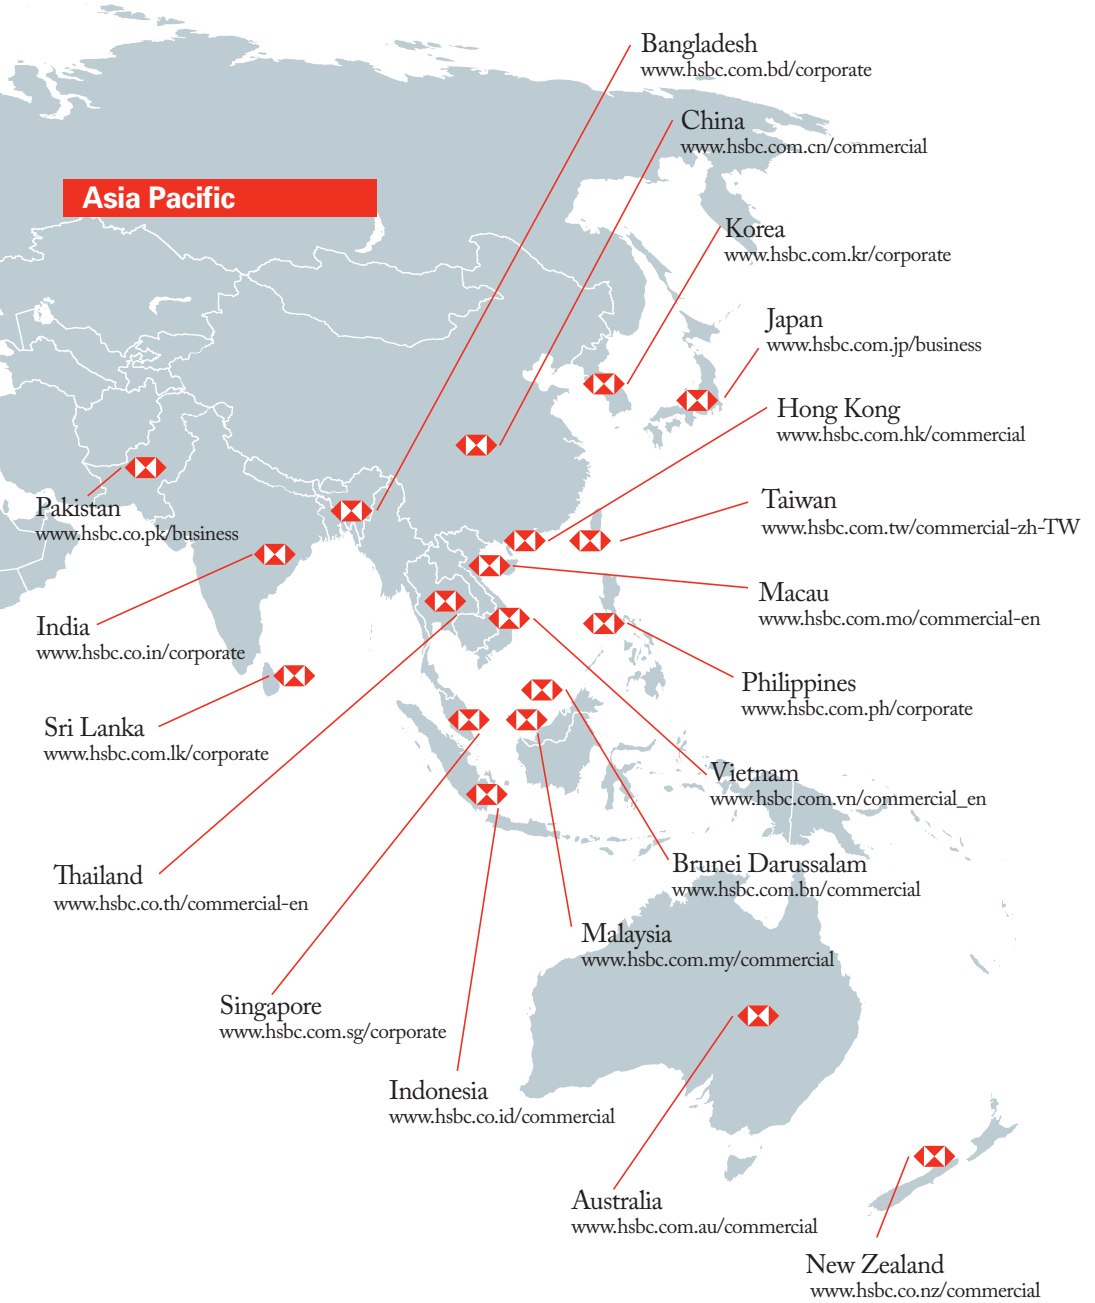 Bangladesh
www.hsbc.com.bd/corporate
China
www.hsbc.com.cn/commercial
Asia Pacific
Korea
www.hsbc.com.kr/corporate
Japan
www.hsbc.com.jp/business
Hong Kong
www.hsbc.com.hk/commercial
Pakistan
www.hsbc.co.pk/business
Taiwan
www.hsbc.com.tw/commercial-zh-TW
Macau
www.hsbc.com.mo/commercial-en
India
www.hsbc.co.in/corporate
Philippines
www.hsbc.com.ph/corporate
Sri Lanka
www.hsbc.com.lk/corporate
Vietnam
www.hsbc.com.vn/commercial_en
Brunei Darussalam
www.hsbc.com.bn/commercial
Thailand
www.hsbc.co.th/commercial-en
Malaysia
www.hsbc.com.my/commercial
Singapore
www.hsbc.com.sg/corporate
Indonesia
www.hsbc.co.id/commercial
Australia
www.hsbc.com.au/commercial
New Zealand
www.hsbc.co.nz/commercial